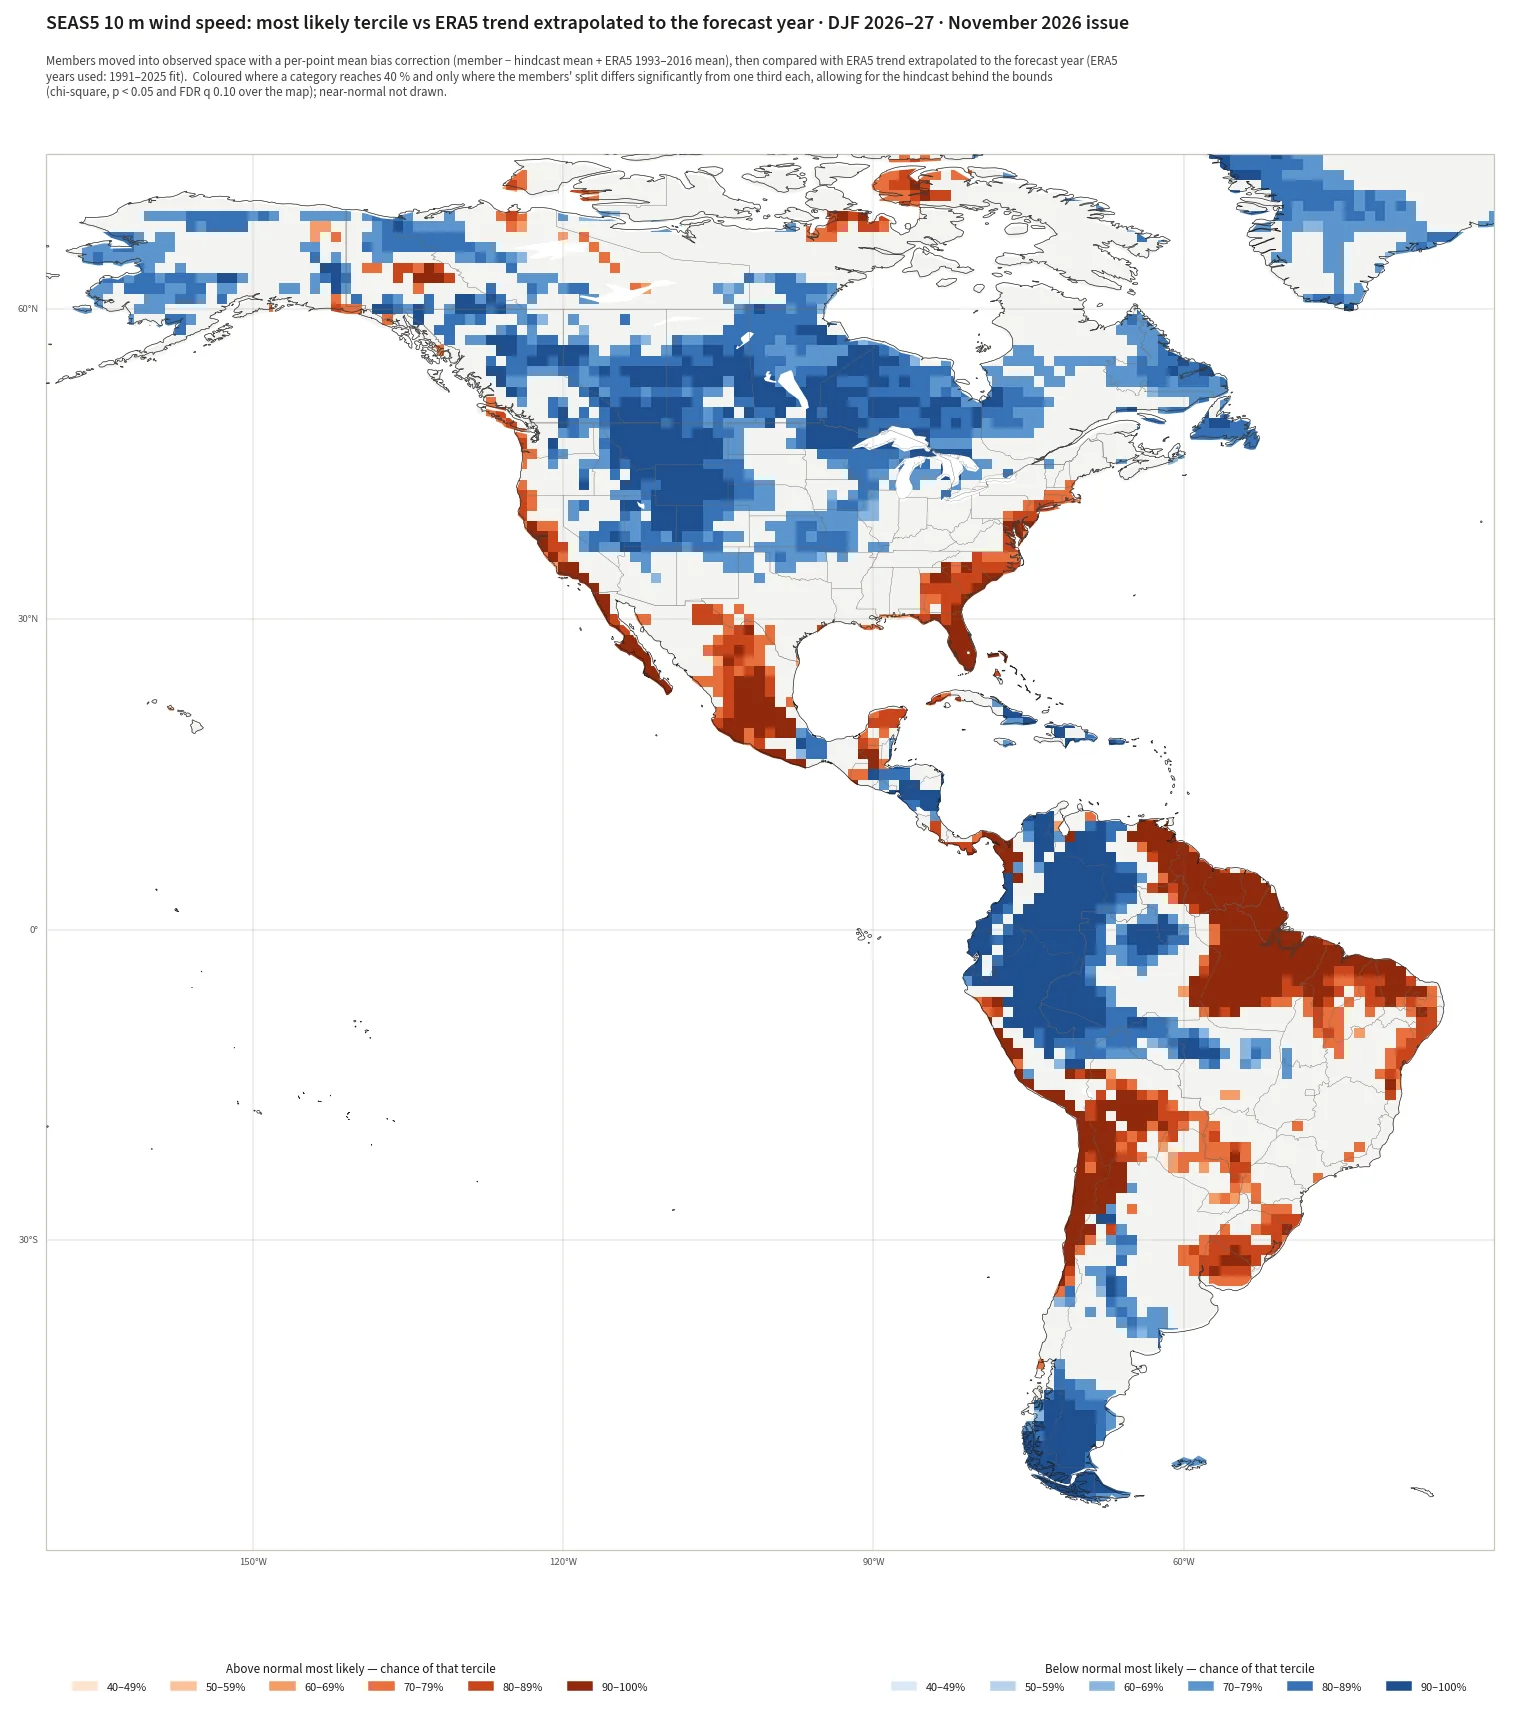 SEAS5 10 m wind speed: most likely tercile vs ERA5 trend extrapolated to the forecast year · DJF 2026–27 · November 2026 issue
Members moved into observed space with a per-point mean bias correction (member − hindcast mean + ERA5 1993–2016 mean), then compared with ERA5 trend extrapolated to the forecast year (ERA5
years used: 1991–2025 fit). Coloured where a category reaches 40 % and only where the members' split differs significantly from one third each, allowing for the hindcast behind the bounds
(chi-square, p < 0.05 and FDR q 0.10 over the map); near-normal not drawn.
60°N
30°N
0°
30°S
150°W 120°W 90°W 60°W
Above normal most likely — chance of that tercile
40–49% 50–59% 60–69% 70–79% 80–89% 90–100%
Below normal most likely — chance of that tercile
40–49% 50–59% 60–69% 70–79% 80–89% 90–100%